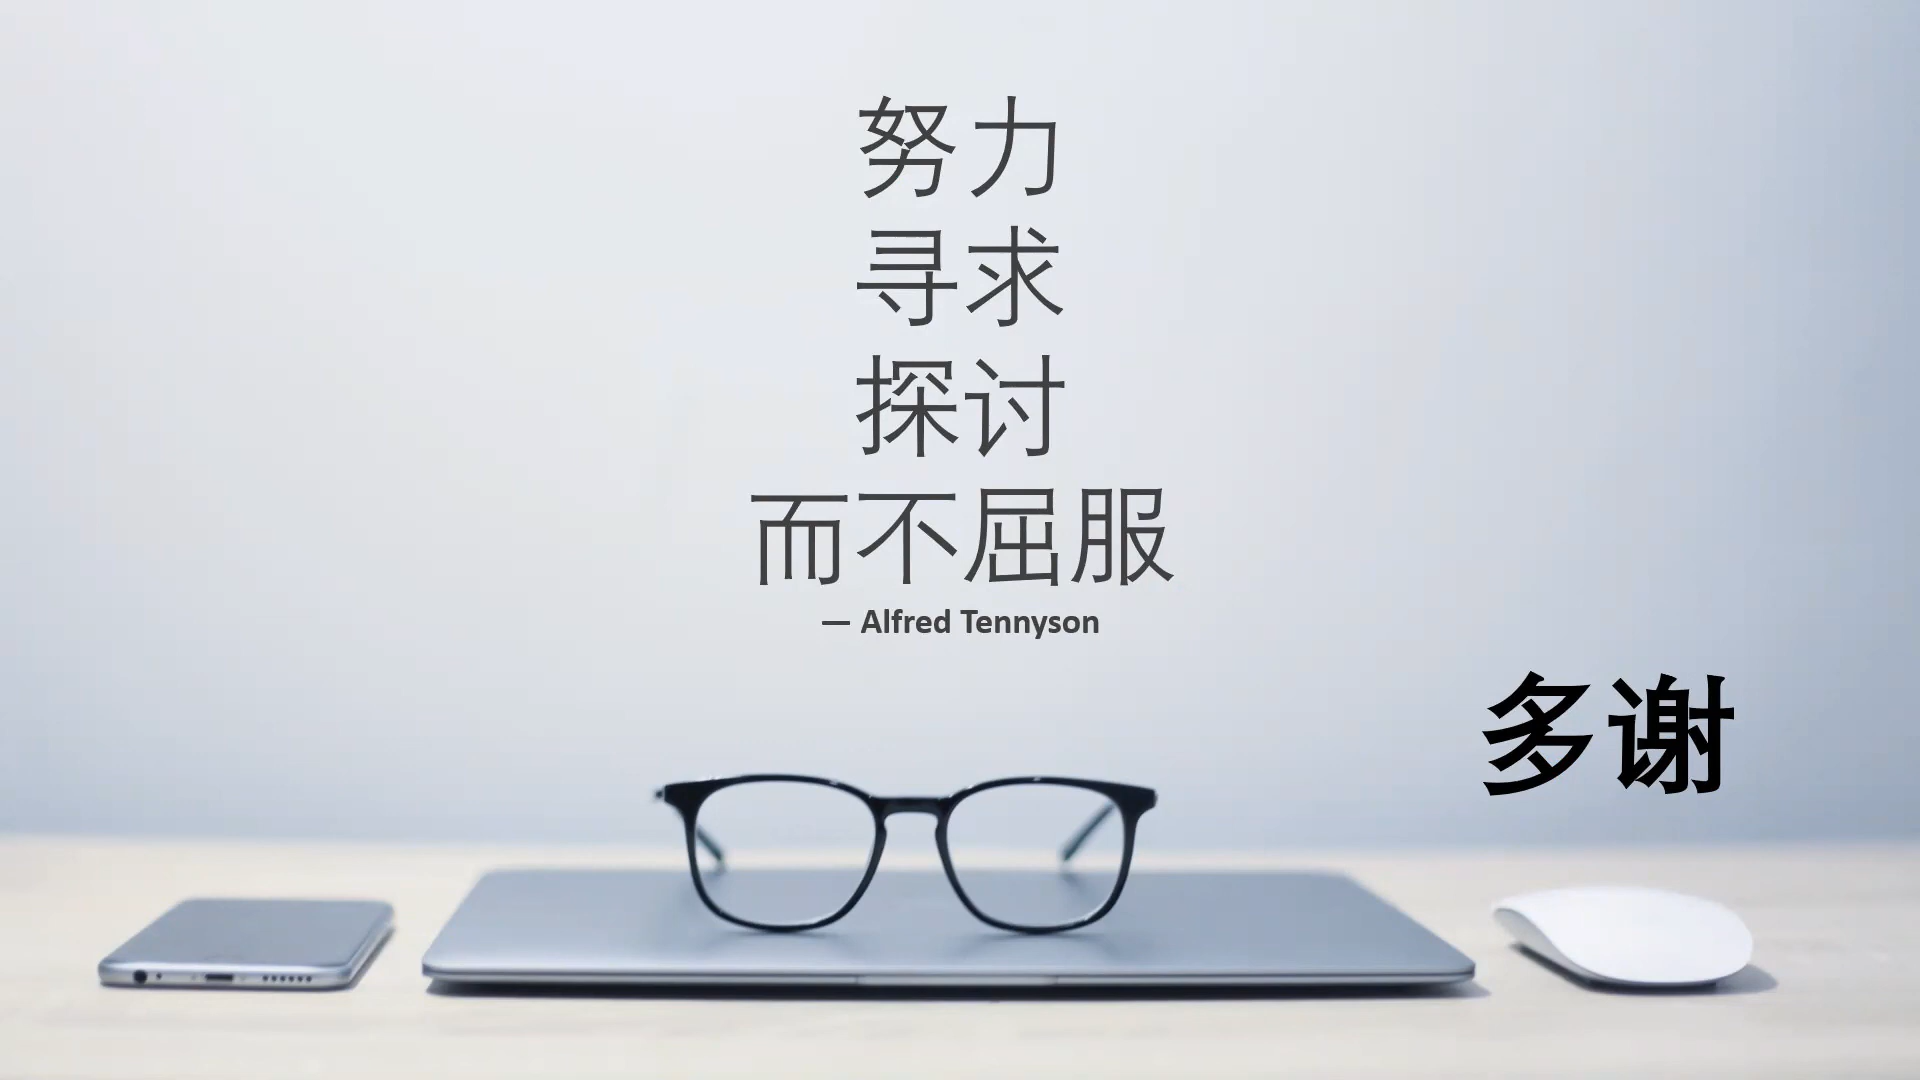 努力
寻求
探讨
而不屈服
— Alfred Tennyson
多谢